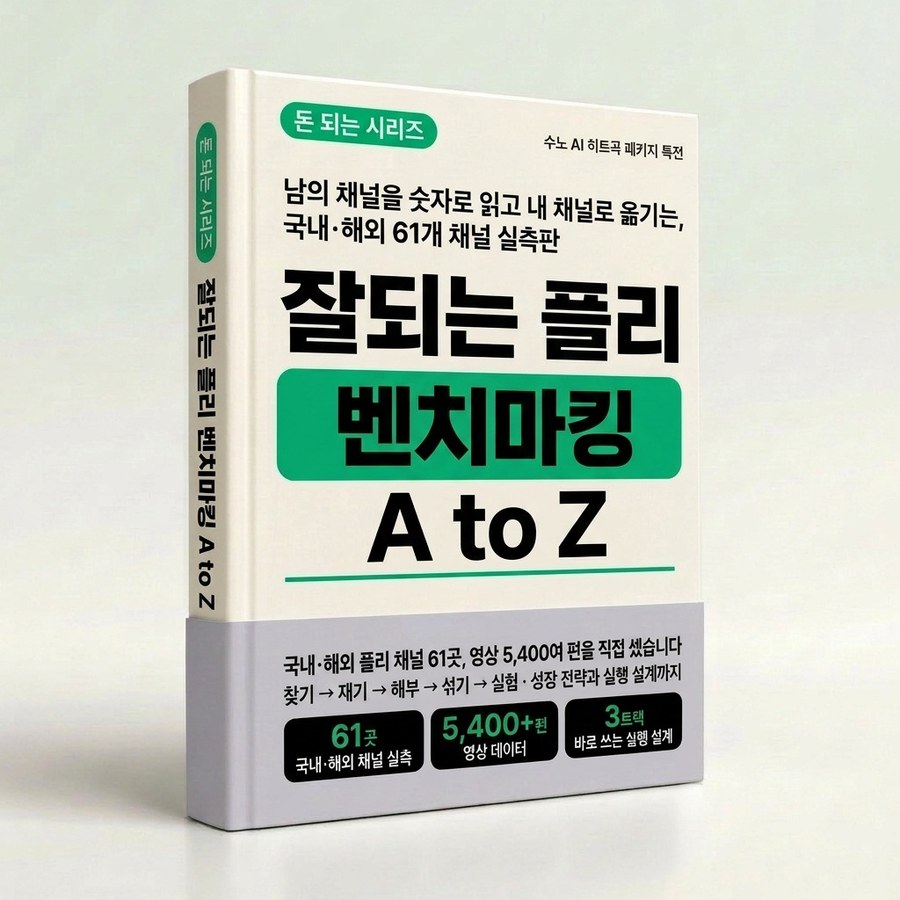 돈 되는 시리즈
수노 AI 히트곡 패키지 특전
남의 채널을 숫자로 읽고 내 채널로 옮기는,
국내·해외 61개 채널 실측판
잘되는 플리
벤치마킹
A to Z
국내·해외 플리 채널 61곳, 영상 5,400여 편을 직접 셌습니다
찾기 → 재기 → 해부 → 섞기 → 실험 · 성장 전략과 실행 설계까지
61곳
국내·해외 채널 실측
5,400+편
영상 데이터
3트랙
바로 쓰는 실행 설계
돈 되는 시리즈
잘되는 플리 벤치마킹 A to Z